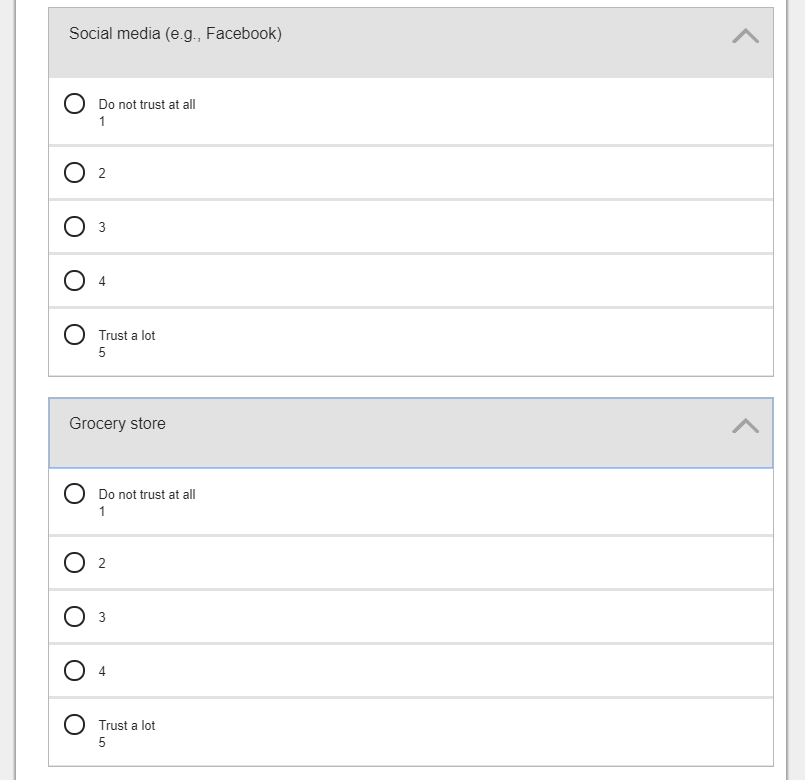 Social media (e.g., Facebook)
Do not trust at all
1
2
3
4
Trust a lot
5
Grocery store
Do not trust at all
1
2
3
4
Trust a lot
5